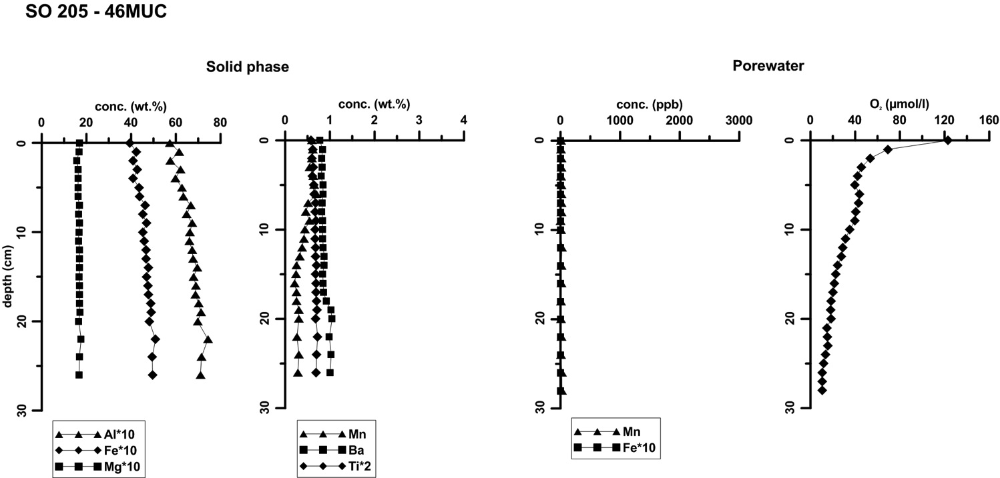 SO 205 - 46MUC
Solid phase
Porewater
conc. (wt.%)
0 20 40 60 80
conc. (wt.%)
0 1 2 3 4
conc. (ppb)
0 1000 2000 3000
O₂ (µmol/l)
0 40 80 120 160
depth (cm)
0 10 20 30
0 10 20 30
0 10 20 30
0 10 20 30
Al*10
Fe*10
Mg*10
Mn
Ba
Ti*2
Mn
Fe*10